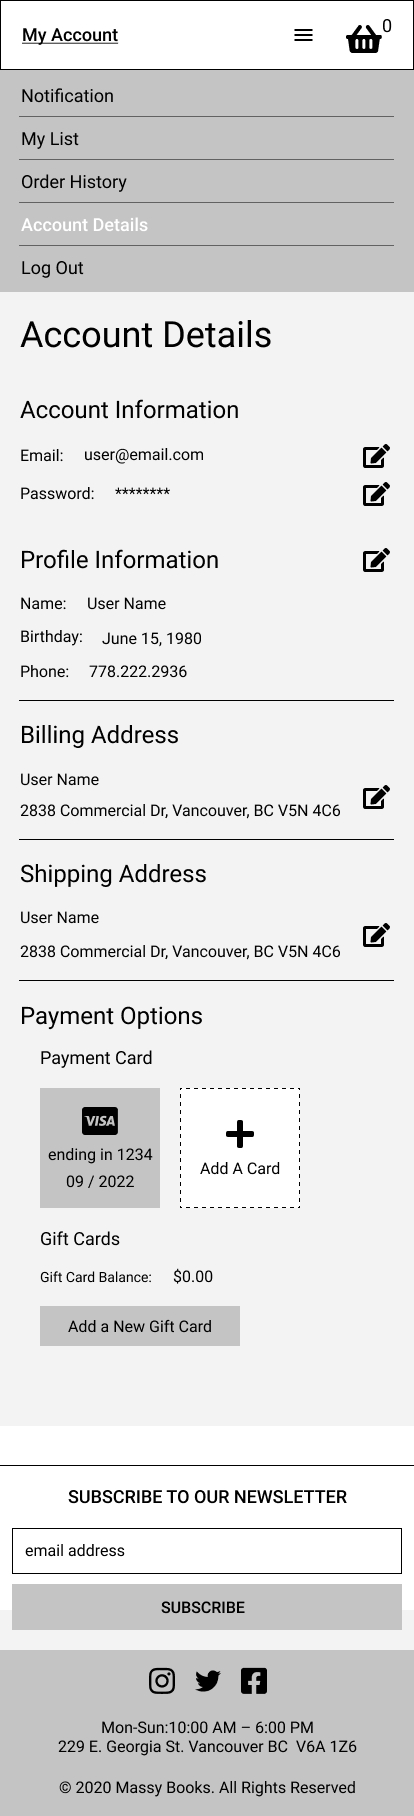 My Account
0
Notification
My List
Order History
Account Details
Log Out
Account Details
Account Information
Email: user@email.com
Password: ********
Profile Information
Name: User Name
Birthday: June 15, 1980
Phone: 778.222.2936
Billing Address
User Name
2838 Commercial Dr, Vancouver, BC V5N 4C6
Shipping Address
User Name
2838 Commercial Dr, Vancouver, BC V5N 4C6
Payment Options
Payment Card
VISA
ending in 1234
09 / 2022
Add A Card
Gift Cards
Gift Card Balance: $0.00
Add a New Gift Card
SUBSCRIBE TO OUR NEWSLETTER
email address
SUBSCRIBE
Mon-Sun:10:00 AM – 6:00 PM
229 E. Georgia St. Vancouver BC  V6A 1Z6
© 2020 Massy Books. All Rights Reserved